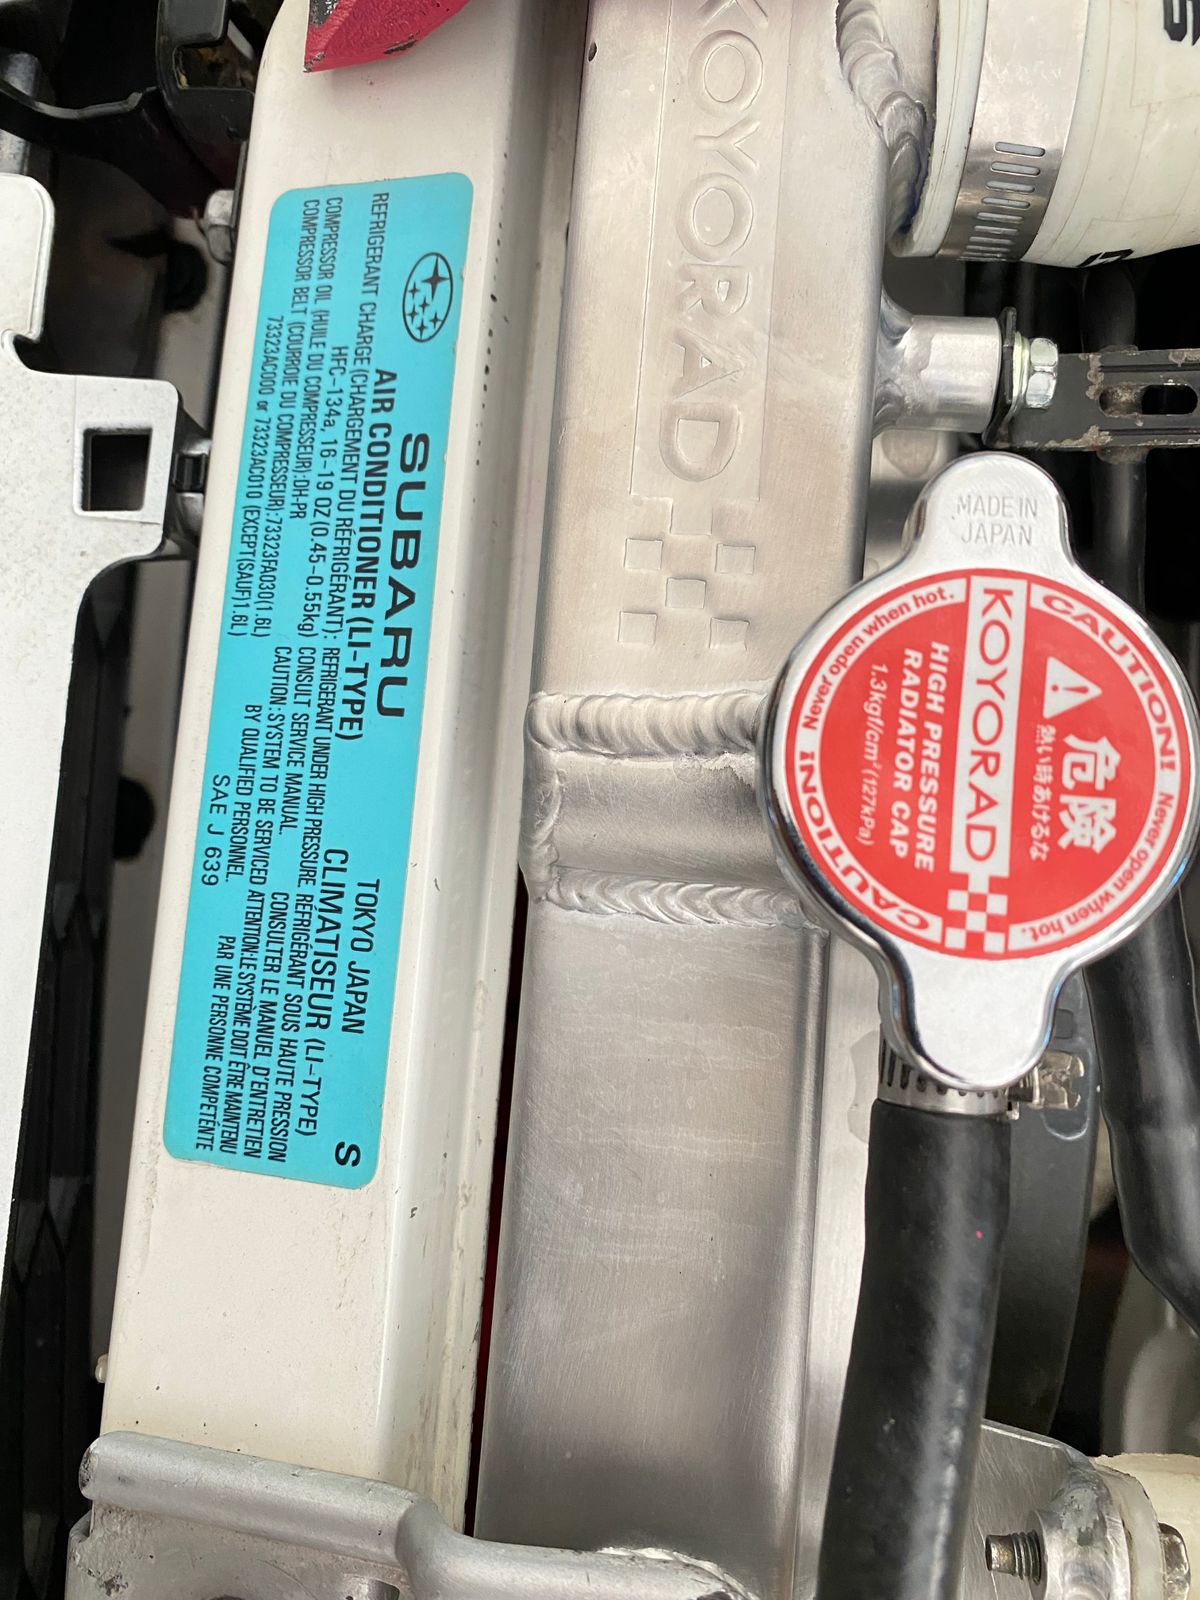 SUBARU
TOKYO JAPAN
S
AIR CONDITIONER (LI-TYPE)
CLIMATISEUR (LI-TYPE)
REFRIGERANT CHARGE (CHARGEMENT DU RÉFRIGÉRANT):
HFC-134a, 16-19 OZ (0.45-0.55kg)
COMPRESSOR OIL (HUILE DU COMPRESSEUR):DH-PR
COMPRESSOR BELT (COURROIE DU COMPRESSEUR):73323FA030(1.6L)
73323AC000 or 73323AC010 (EXCEPT(SAUF)1.6L)
REFRIGERANT UNDER HIGH PRESSURE
CONSULT SERVICE MANUAL.
CAUTION:SYSTEM TO BE SERVICED
BY QUALIFIED PERSONNEL.
SAE J 639
RÉFRIGÉRANT SOUS HAUTE PRESSION
CONSULTER LE MANUEL D'ENTRETIEN
ATTENTION:LE SYSTÈME DOIT ÊTRE MAINTENU
PAR UNE PERSONNE COMPETÉNTE
KOYORAD
MADE IN
JAPAN
CAUTION! Never open when hot.
危険
熱い時あけるな
KOYORAD
HIGH PRESSURE
RADIATOR CAP
1.3kgf/cm²(127kPa)
CAUTION! Never open when hot.